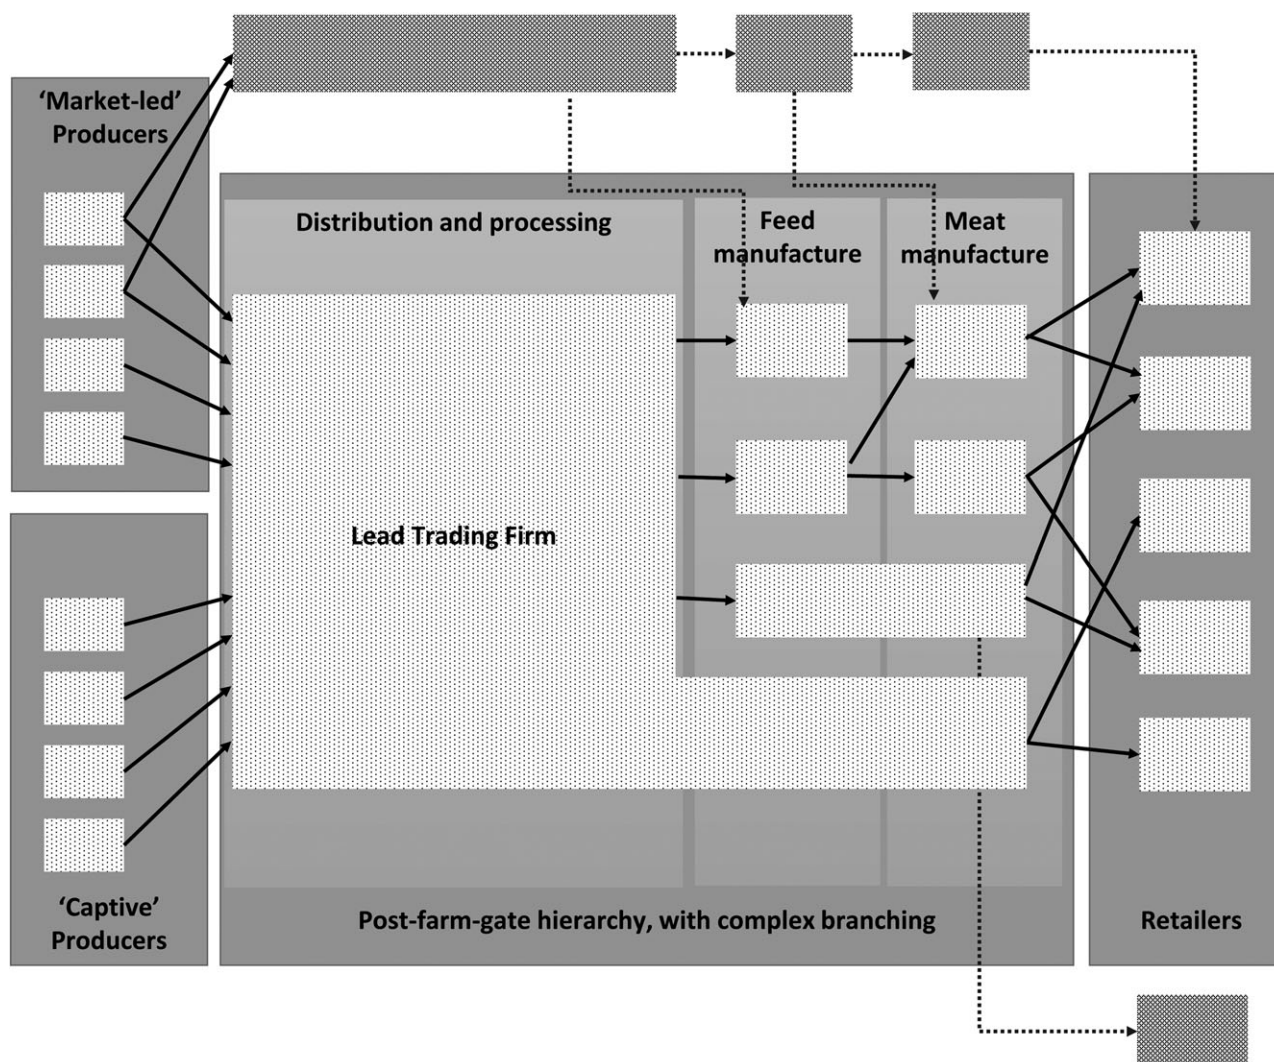 ‘Market-led’
Producers
Distribution and processing
Feed
manufacture
Meat
manufacture
Lead Trading Firm
‘Captive’
Producers
Post-farm-gate hierarchy, with complex branching
Retailers